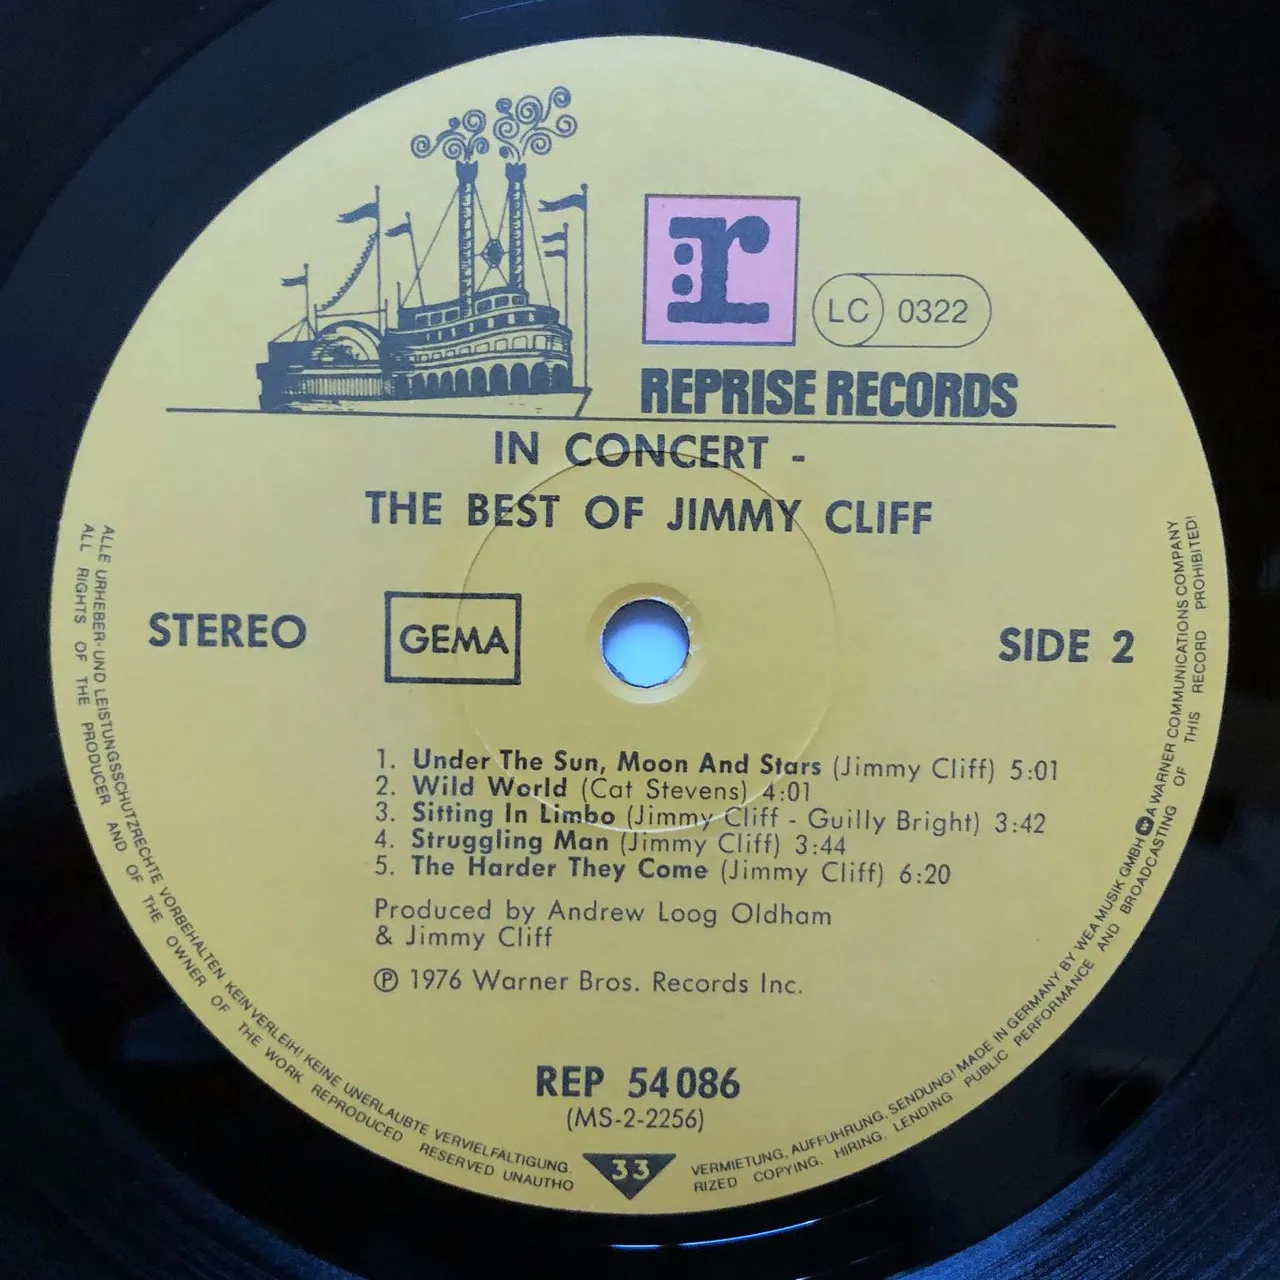 r
LC 0322
REPRISE RECORDS
IN CONCERT -
THE BEST OF JIMMY CLIFF
STEREO
GEMA
SIDE 2
1. Under The Sun, Moon And Stars (Jimmy Cliff) 5:01
2. Wild World (Cat Stevens) 4:01
3. Sitting In Limbo (Jimmy Cliff - Guilly Bright) 3:42
4. Struggling Man (Jimmy Cliff) 3:44
5. The Harder They Come (Jimmy Cliff) 6:20
Produced by Andrew Loog Oldham
& Jimmy Cliff
℗ 1976 Warner Bros. Records Inc.
REP 54 086
(MS-2-2256)
33
ALLE URHEBER- UND LEISTUNGSSCHUTZRECHTE VORBEHALTEN. KEIN VERLEIH! KEINE UNERLAUBTE VERVIELFÄLTIGUNG, VERMIETUNG, AUFFÜHRUNG, SENDUNG! MADE IN GERMANY BY WEA MUSIK GMBH A WARNER COMMUNICATIONS COMPANY
ALL RIGHTS OF THE PRODUCER AND OF THE OWNER OF THE WORK REPRODUCED RESERVED UNAUTHORIZED COPYING, HIRING, LENDING PUBLIC PERFORMANCE AND BROADCASTING OF THIS RECORD PROHIBITED!